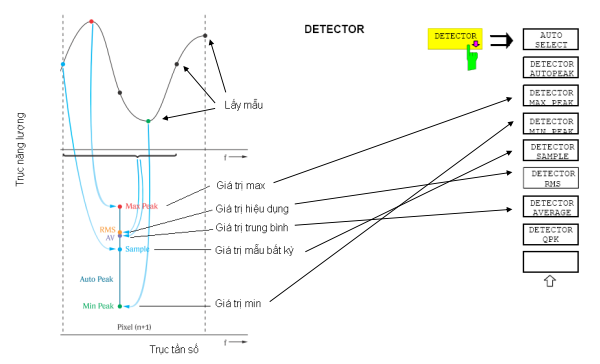 DETECTOR
DETECTOR
AUTO
SELECT
DETECTOR
AUTOPEAK
DETECTOR
MAX PEAK
DETECTOR
MIN PEAK
DETECTOR
SAMPLE
DETECTOR
RMS
DETECTOR
AVERAGE
DETECTOR
QPK
Trục năng lượng
Lấy mẫu
f
Giá trị max
Max Peak
Giá trị hiệu dụng
RMS
Giá trị trung bình
AV
Sample
Giá trị mẫu bất kỳ
Auto Peak
Min Peak
Giá trị min
Pixel (n+1)
f
Trục tần số